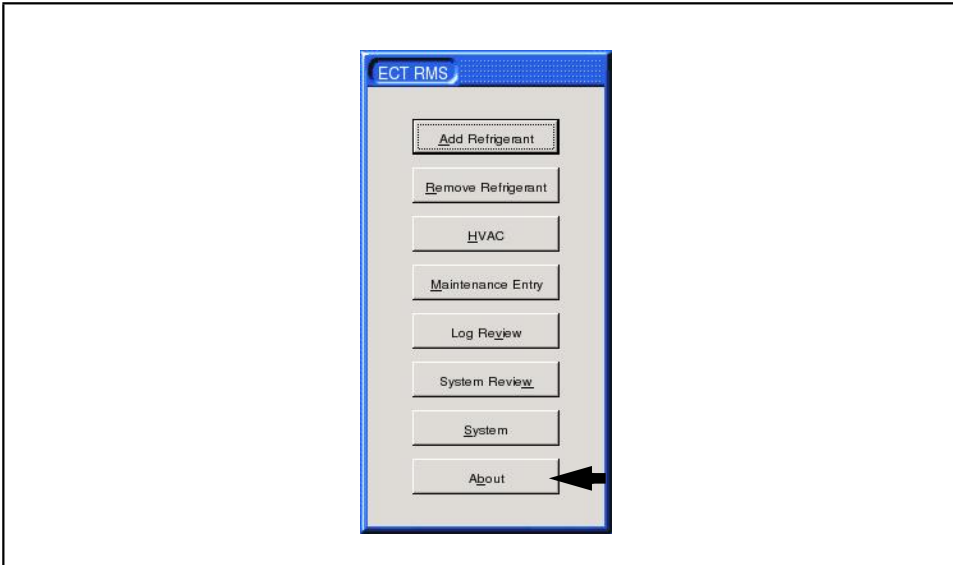 ECT RMS
Add Refrigerant
Remove Refrigerant
HVAC
Maintenance Entry
Log Review
System Review
System
About